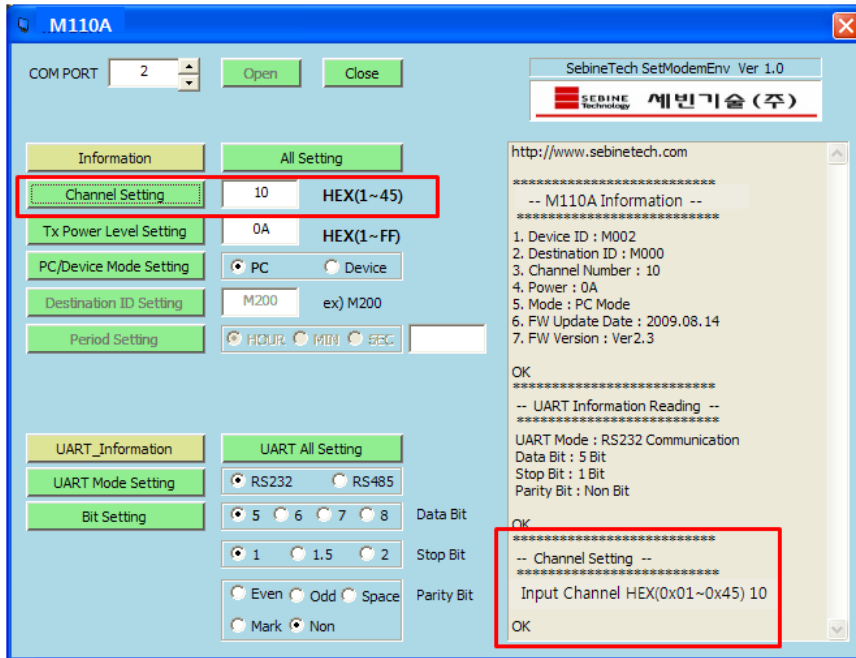 M110A
COM PORT 2 Open Close
SebineTech SetModemEnv Ver 1.0
SEBINE Technology 세빈기술(주)
Information All Setting
Channel Setting 10 HEX(1~45)
Tx Power Level Setting 0A HEX(1~FF)
PC/Device Mode Setting PC Device
Destination ID Setting M200 ex) M200
Period Setting HOUR MIN SEC
UART_Information UART All Setting
UART Mode Setting RS232 RS485
Bit Setting 5 6 7 8 Data Bit
1 1.5 2 Stop Bit
Even Odd Space Parity Bit
Mark Non
http://www.sebinetech.com
**************************
-- M110A Information --
**************************
1. Device ID : M002
2. Destination ID : M000
3. Channel Number : 10
4. Power : 0A
5. Mode : PC Mode
6. FW Update Date : 2009.08.14
7. FW Version : Ver2.3
OK
**************************
-- UART Information Reading --
**************************
UART Mode : RS232 Communication
Data Bit : 5 Bit
Stop Bit : 1 Bit
Parity Bit : Non Bit
OK
**************************
-- Channel Setting --
**************************
Input Channel HEX(0x01~0x45) 10
OK